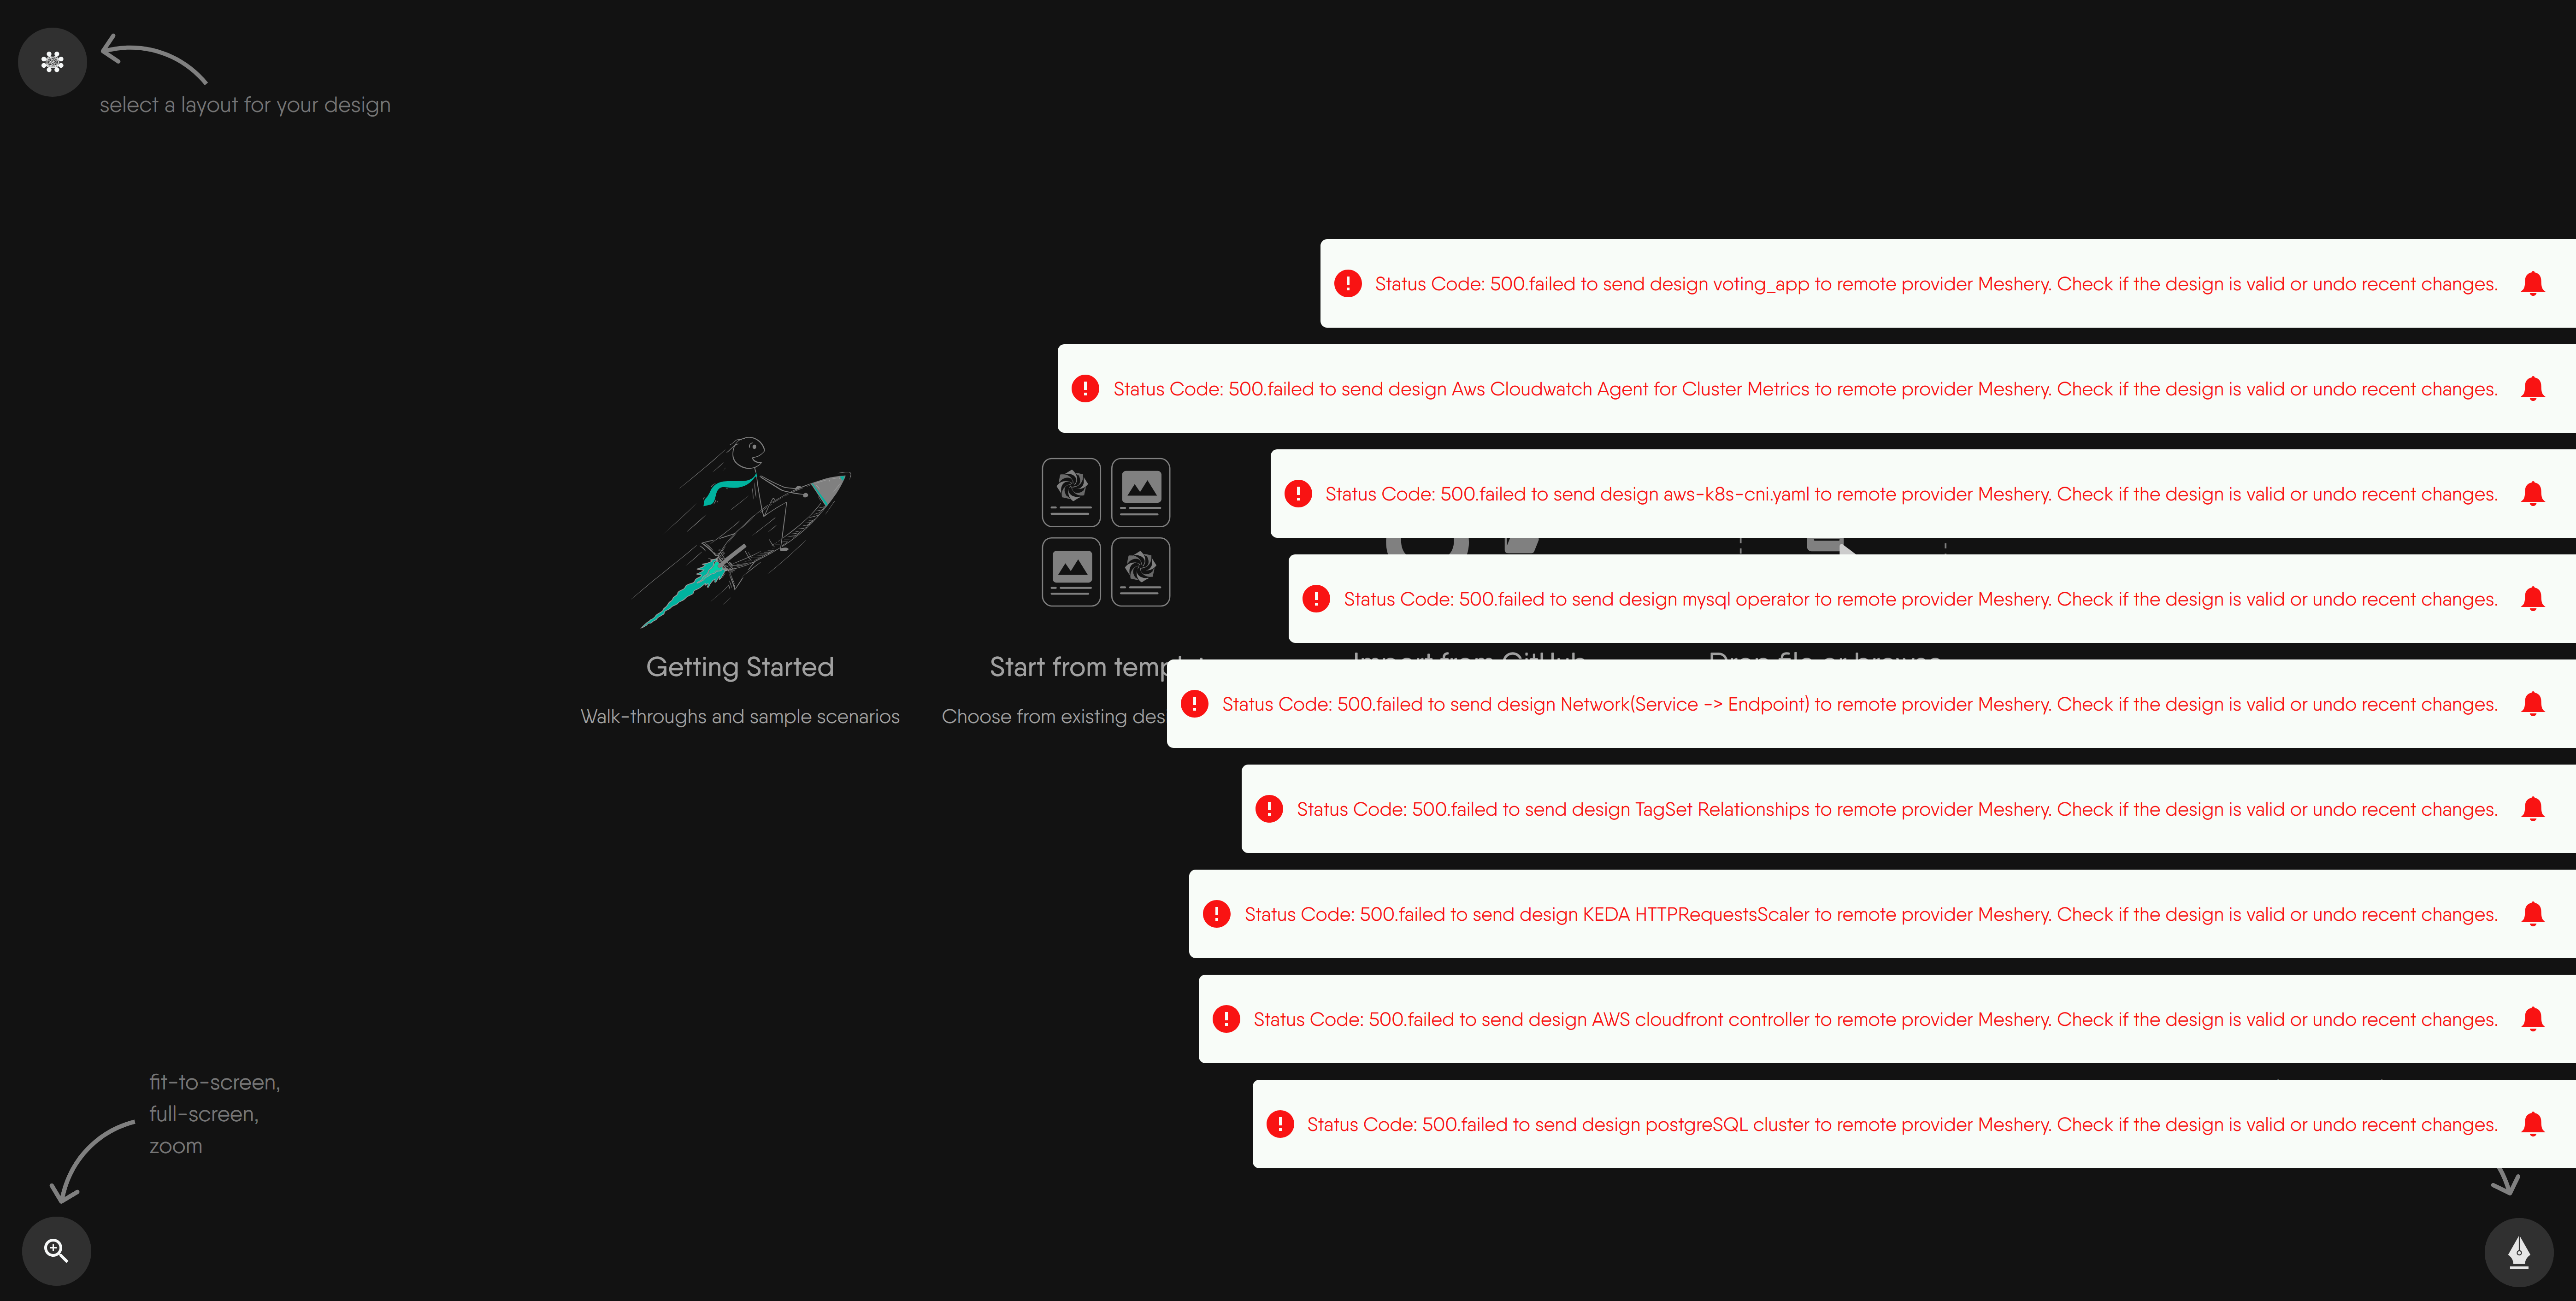 select a layout for your design
Status Code: 500.failed to send design voting_app to remote provider Meshery. Check if the design is valid or undo recent changes.
Status Code: 500.failed to send design Aws Cloudwatch Agent for Cluster Metrics to remote provider Meshery. Check if the design is valid or undo recent changes.
Status Code: 500.failed to send design aws-k8s-cni.yaml to remote provider Meshery. Check if the design is valid or undo recent changes.
Status Code: 500.failed to send design mysql operator to remote provider Meshery. Check if the design is valid or undo recent changes.
Getting Started
Start from templat
Import from GitHub
Drop file or browse
Status Code: 500.failed to send design Network(Service -> Endpoint) to remote provider Meshery. Check if the design is valid or undo recent changes.
Walk-throughs and sample scenarios
Choose from existing des
Status Code: 500.failed to send design TagSet Relationships to remote provider Meshery. Check if the design is valid or undo recent changes.
Status Code: 500.failed to send design KEDA HTTPRequestsScaler to remote provider Meshery. Check if the design is valid or undo recent changes.
Status Code: 500.failed to send design AWS cloudfront controller to remote provider Meshery. Check if the design is valid or undo recent changes.
Status Code: 500.failed to send design postgreSQL cluster to remote provider Meshery. Check if the design is valid or undo recent changes.
fit-to-screen,
full-screen,
zoom